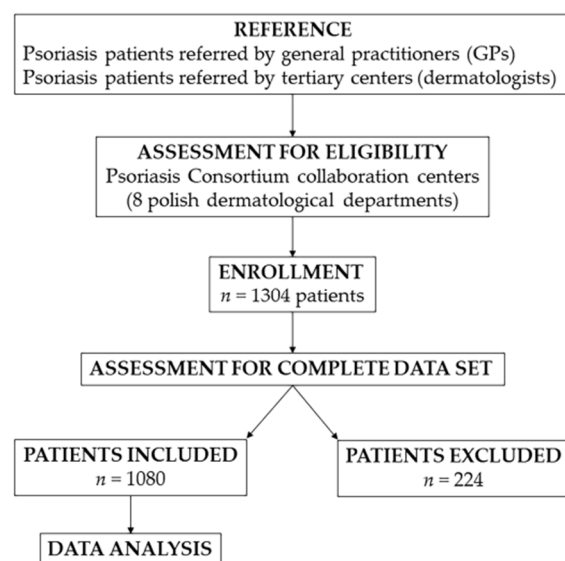 REFERENCE
Psoriasis patients referred by general practitioners (GPs)
Psoriasis patients referred by tertiary centers (dermatologists)
ASSESSMENT FOR ELIGIBILITY
Psoriasis Consortium collaboration centers
(8 polish dermatological departments)
ENROLLMENT
n = 1304 patients
ASSESSMENT FOR COMPLETE DATA SET
PATIENTS INCLUDED
n = 1080
PATIENTS EXCLUDED
n = 224
DATA ANALYSIS